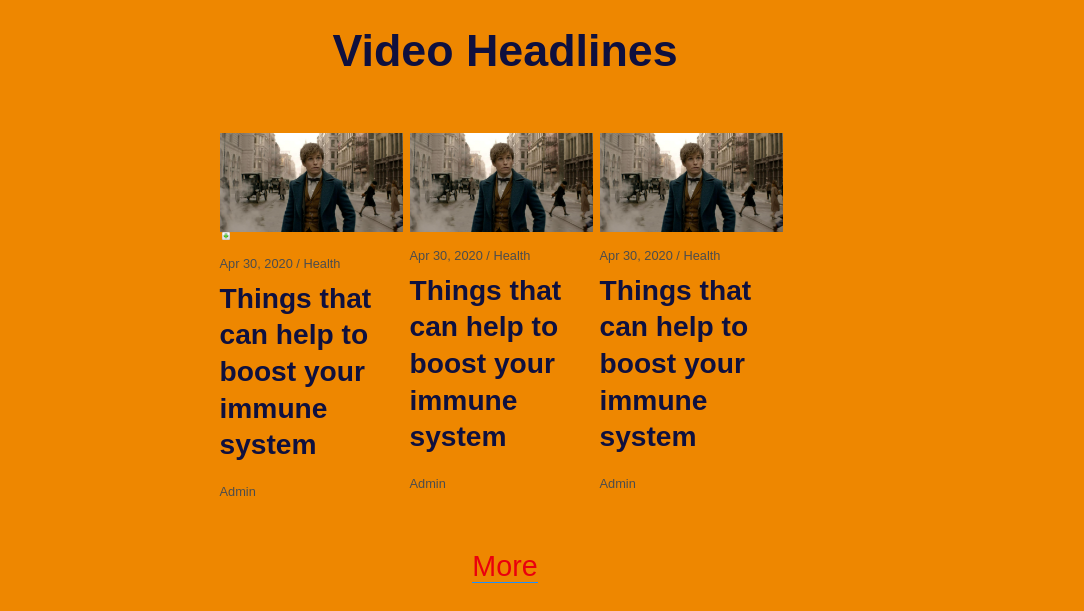 Video Headlines
Apr 30, 2020 / Health
Things that
can help to
boost your
immune
system
Admin
Apr 30, 2020 / Health
Things that
can help to
boost your
immune
system
Admin
Apr 30, 2020 / Health
Things that
can help to
boost your
immune
system
Admin
More